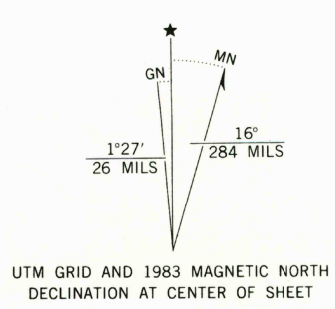 ★
GN
MN
1°27'
26 MILS
16°
284 MILS
UTM GRID AND 1983 MAGNETIC NORTH
DECLINATION AT CENTER OF SHEET